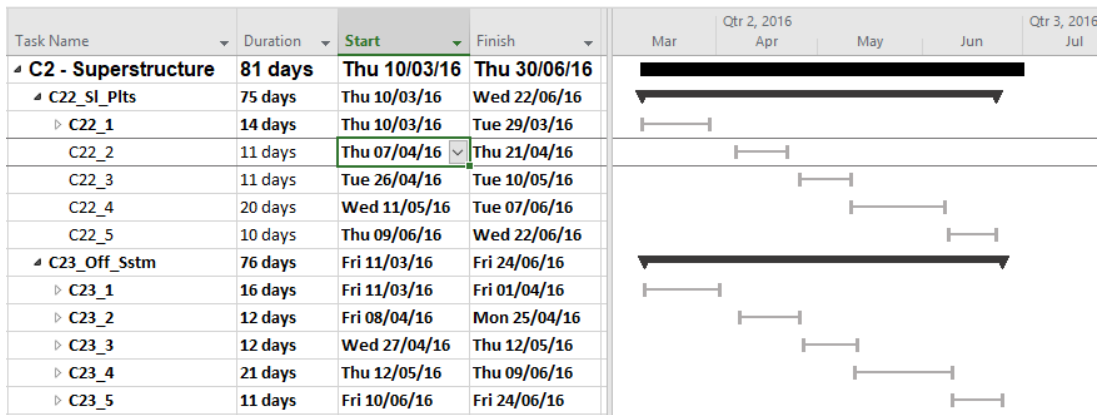 Qtr 2, 2016 Qtr 3, 2016
Task Name Duration Start Finish Mar Apr May Jun Jul
C2 - Superstructure 81 days Thu 10/03/16 Thu 30/06/16
C22_Sl_Plts 75 days Thu 10/03/16 Wed 22/06/16
C22_1 14 days Thu 10/03/16 Tue 29/03/16
C22_2 11 days Thu 07/04/16 Thu 21/04/16
C22_3 11 days Tue 26/04/16 Tue 10/05/16
C22_4 20 days Wed 11/05/16 Tue 07/06/16
C22_5 10 days Thu 09/06/16 Wed 22/06/16
C23_Off_Sstm 76 days Fri 11/03/16 Fri 24/06/16
C23_1 16 days Fri 11/03/16 Fri 01/04/16
C23_2 12 days Fri 08/04/16 Mon 25/04/16
C23_3 12 days Wed 27/04/16 Thu 12/05/16
C23_4 21 days Thu 12/05/16 Thu 09/06/16
C23_5 11 days Fri 10/06/16 Fri 24/06/16